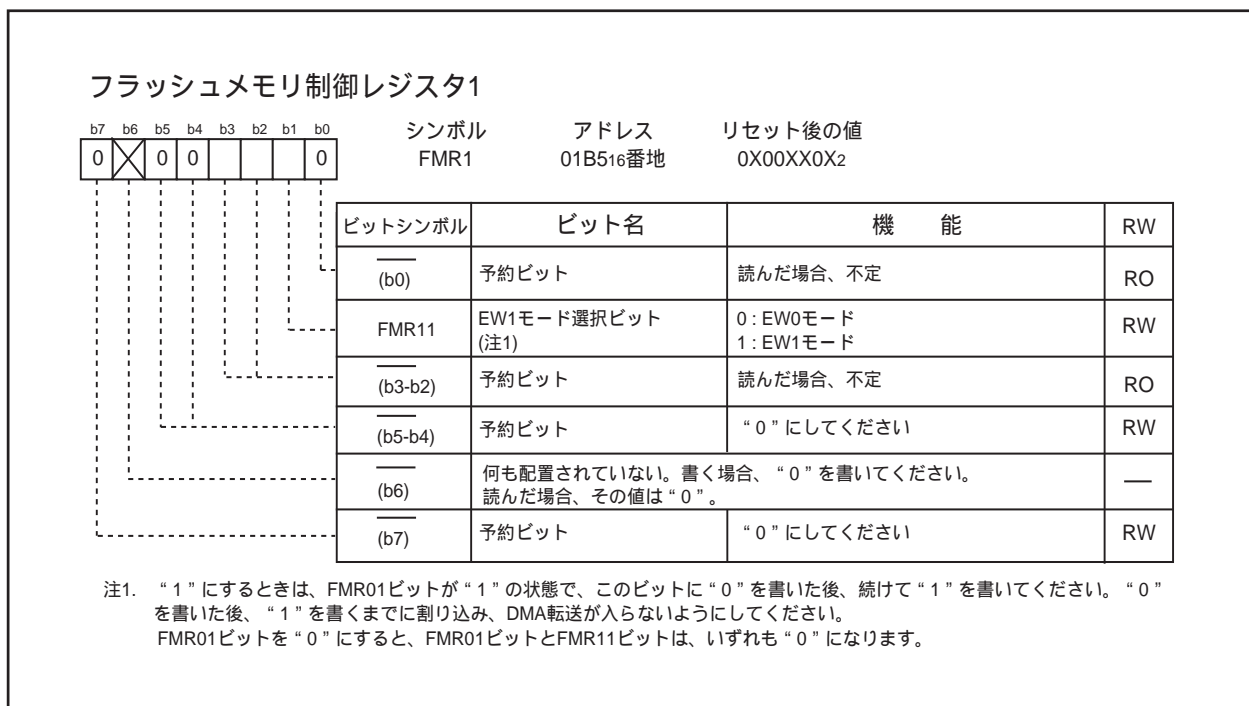 フラッシュメモリ制御レジスタ1
b7 b6 b5 b4 b3 b2 b1 b0
0 0 0 0
シンボル アドレス リセット後の値
FMR1 01B516番地 0X00XX0X2
ビットシンボル ビット名 機 能 RW
(b0) 予約ビット 読んだ場合、不定 RO
FMR11 EW1モード選択ビット (注1) 0 : EW0モード
1 : EW1モード RW
(b3-b2) 予約ビット 読んだ場合、不定 RO
(b5-b4) 予約ビット “ 0 ” にしてください RW
(b6) 何も配置されていない。書く場合、 “ 0 ” を書いてください。
読んだ場合、その値は “ 0 ” 。 —
(b7) 予約ビット “ 0 ” にしてください RW
注1. “ 1 ” にするときは、FMR01ビットが “ 1 ” の状態で、このビットに “ 0 ” を書いた後、続けて “ 1 ” を書いてください。 “ 0 ”
を書いた後、 “ 1 ” を書くまでに割り込み、DMA転送が入らないようにしてください。
FMR01ビットを “ 0 ” にすると、FMR01ビットとFMR11ビットは、いずれも “ 0 ” になります。